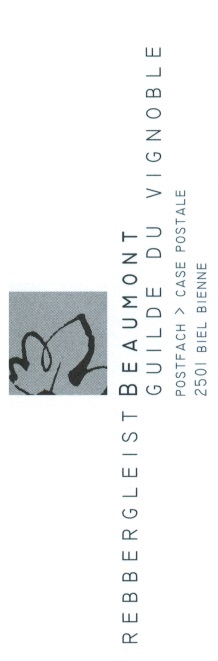 REBBERGLEIST BEAUMONT
GUILDE DU VIGNOBLE
POSTFACH > CASE POSTALE
2501 BIEL BIENNE